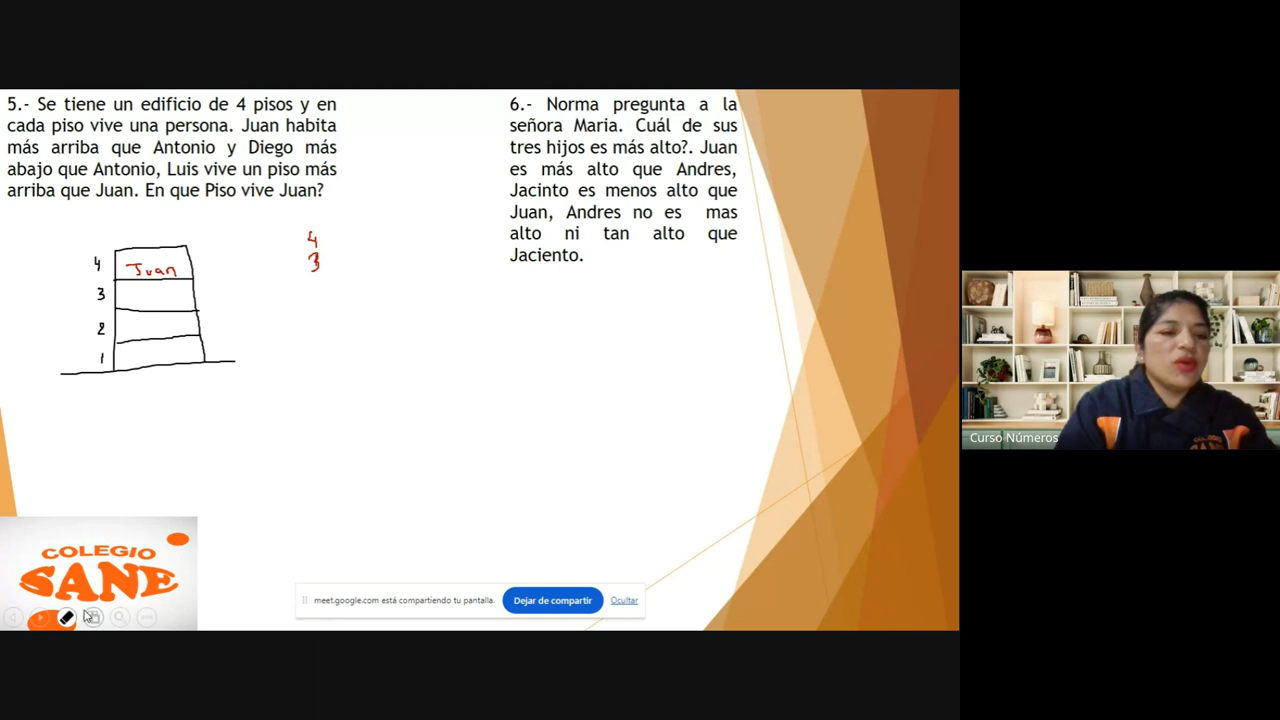 5.- Se tiene un edificio de 4 pisos y en
cada piso vive una persona. Juan habita
más arriba que Antonio y Diego más
abajo que Antonio, Luis vive un piso más
arriba que Juan. En que Piso vive Juan?
4
Juan
3
2
1
4
3
6.- Norma pregunta a la
señora Maria. Cuál de sus
tres hijos es más alto?. Juan
es más alto que Andres,
Jacinto es menos alto que
Juan, Andres no es mas
alto ni tan alto que
Jaciento.
COLEGIO
SANE
meet.google.com está compartiendo tu pantalla.
Dejar de compartir
Ocultar
Curso Números